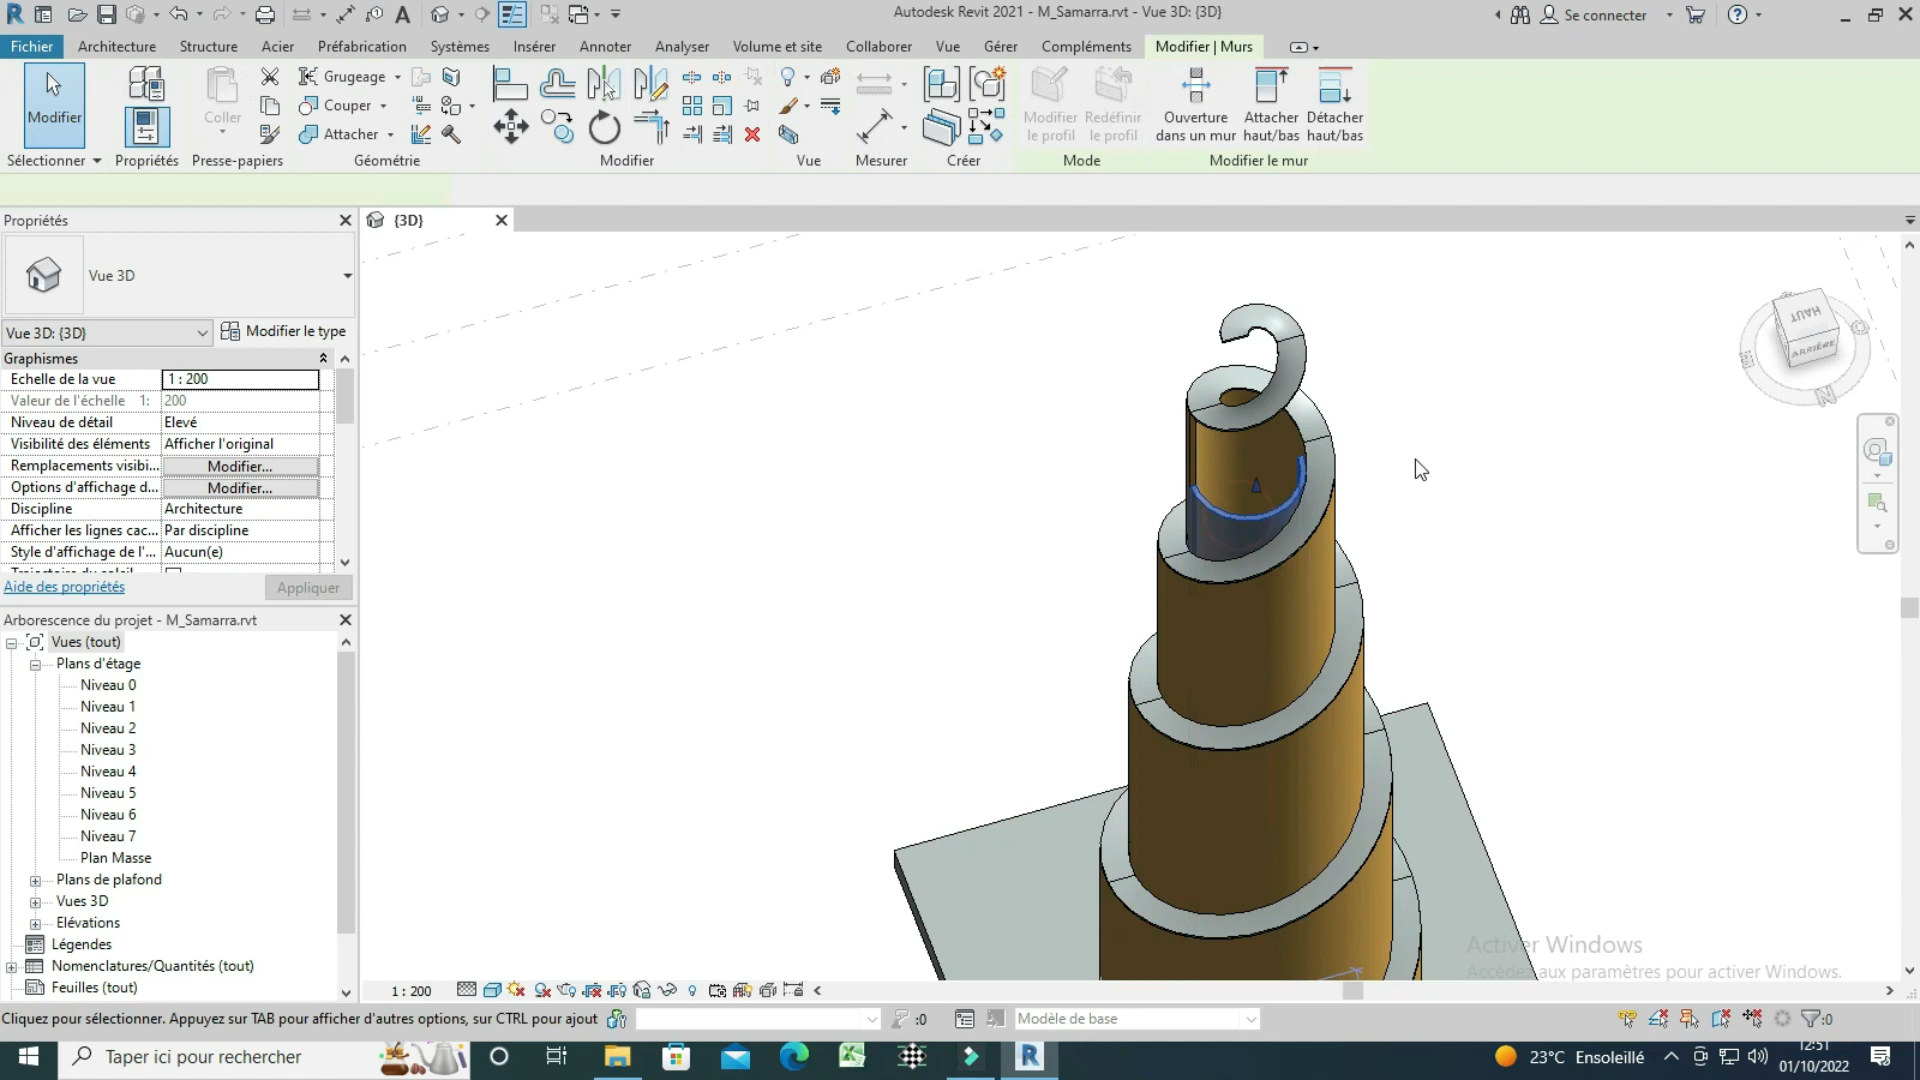 Autodesk Revit 2021 - M_Samarra.rvt - Vue 3D: {3D}
Se connecter
Fichier Architecture Structure Acier Préfabrication Systèmes Insérer Annoter Analyser Volume et site Collaborer Vue Gérer Compléments Modifier | Murs
Modifier
Coller
Grugeage
Couper
Attacher
Modifier le profil
Redéfinir le profil
Ouverture dans un mur
Attacher haut/bas
Détacher haut/bas
Sélectionner Propriétés Presse-papiers Géométrie Modifier Vue Mesurer Créer Mode Modifier le mur
Propriétés
{3D}
Vue 3D
Vue 3D: {3D}
Modifier le type
Graphismes
Echelle de la vue 1 : 200
Valeur de l'échelle 1: 200
Niveau de détail Elevé
Visibilité des éléments Afficher l'original
Remplacements visibi... Modifier...
Options d'affichage d... Modifier...
Discipline Architecture
Afficher les lignes cac... Par discipline
Style d'affichage de l'... Aucun(e)
Aide des propriétés
Appliquer
Arborescence du projet - M_Samarra.rvt
Vues (tout)
Plans d'étage
Niveau 0
Niveau 1
Niveau 2
Niveau 3
Niveau 4
Niveau 5
Niveau 6
Niveau 7
Plan Masse
Plans de plafond
Vues 3D
Elévations
Légendes
Nomenclatures/Quantités (tout)
Feuilles (tout)
HAUT
ARRIÈRE
N
Activer Windows
Accédez aux paramètres pour activer Windows.
1 : 200
Cliquez pour sélectionner. Appuyez sur TAB pour afficher d'autres options, sur CTRL pour ajout
:0
Modèle de base
:0
Taper ici pour rechercher
23°C Ensoleillé
12:51
01/10/2022